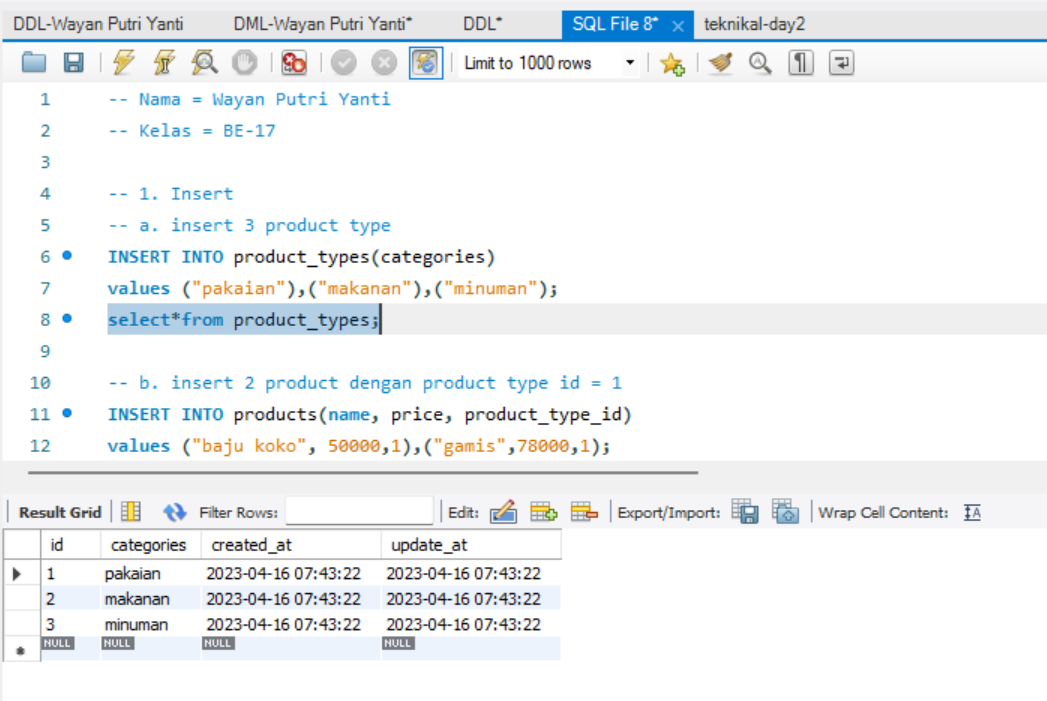 DDL-Wayan Putri Yanti DML-Wayan Putri Yanti* DDL* SQL File 8* × teknikal-day2
Limit to 1000 rows
1 -- Nama = Wayan Putri Yanti
2 -- Kelas = BE-17
3
4 -- 1. Insert
5 -- a. insert 3 product type
6 INSERT INTO product_types(categories)
7 values ("pakaian"),("makanan"),("minuman");
8 select*from product_types;
9
10 -- b. insert 2 product dengan product type id = 1
11 INSERT INTO products(name, price, product_type_id)
12 values ("baju koko", 50000,1),("gamis",78000,1);
Result Grid Filter Rows: Edit: Export/Import: Wrap Cell Content: IA
id categories created_at update_at
1 pakaian 2023-04-16 07:43:22 2023-04-16 07:43:22
2 makanan 2023-04-16 07:43:22 2023-04-16 07:43:22
3 minuman 2023-04-16 07:43:22 2023-04-16 07:43:22
NULL NULL NULL NULL